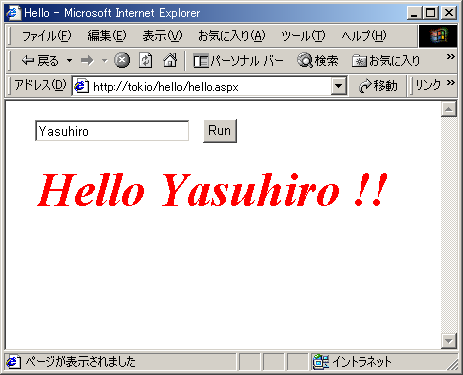 Hello - Microsoft Internet Explorer
ファイル(F) 編集(E) 表示(V) お気に入り(A) ツール(T) ヘルプ(H)
戻る パーソナル バー 検索 お気に入り »
アドレス(D) http://tokio/hello/hello.aspx 移動 リンク »
Yasuhiro Run
Hello Yasuhiro !!
ページが表示されました イントラネット